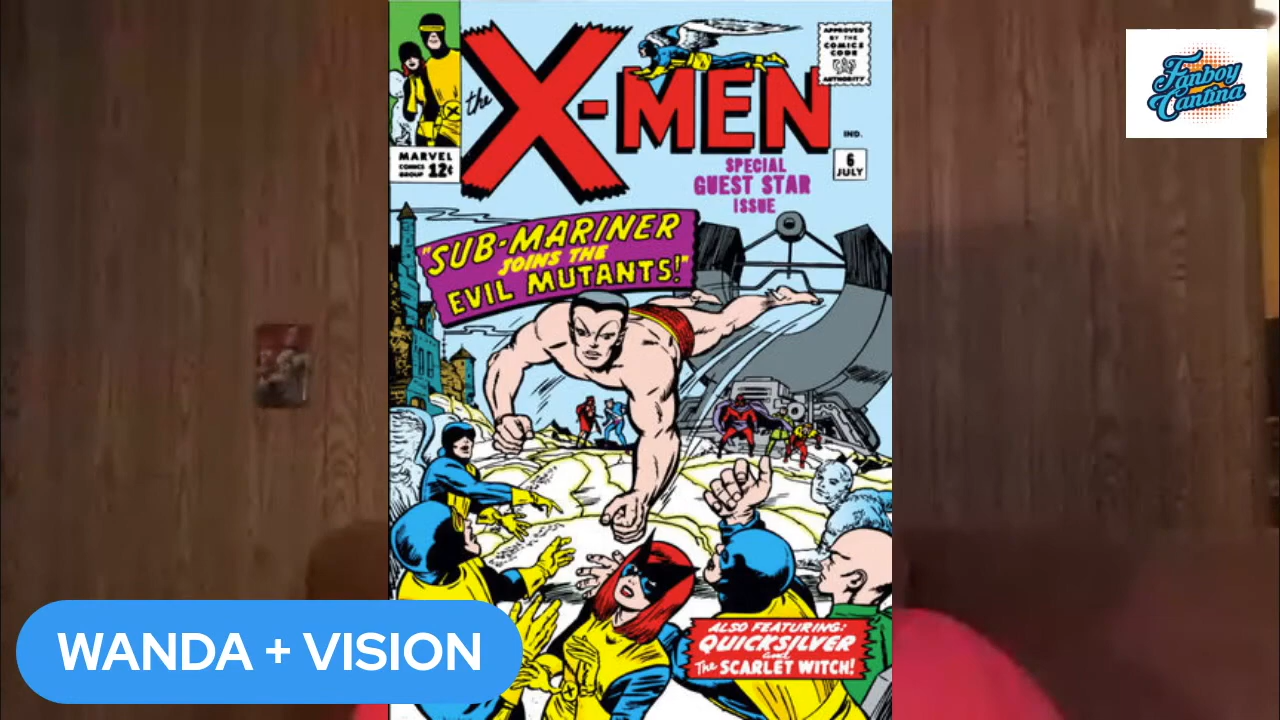 APPROVED
BY THE
COMICS
CODE
AUTHORITY
the X-MEN
IND.
MARVEL
COMICS
GROUP 12¢
6
JULY
SPECIAL
GUEST STAR
ISSUE
"SUB-MARINER
JOINS THE
EVIL MUTANTS!"
ALSO FEATURING:
QUICKSILVER
and
The SCARLET WITCH!
Fanboy
Cantina
WANDA + VISION